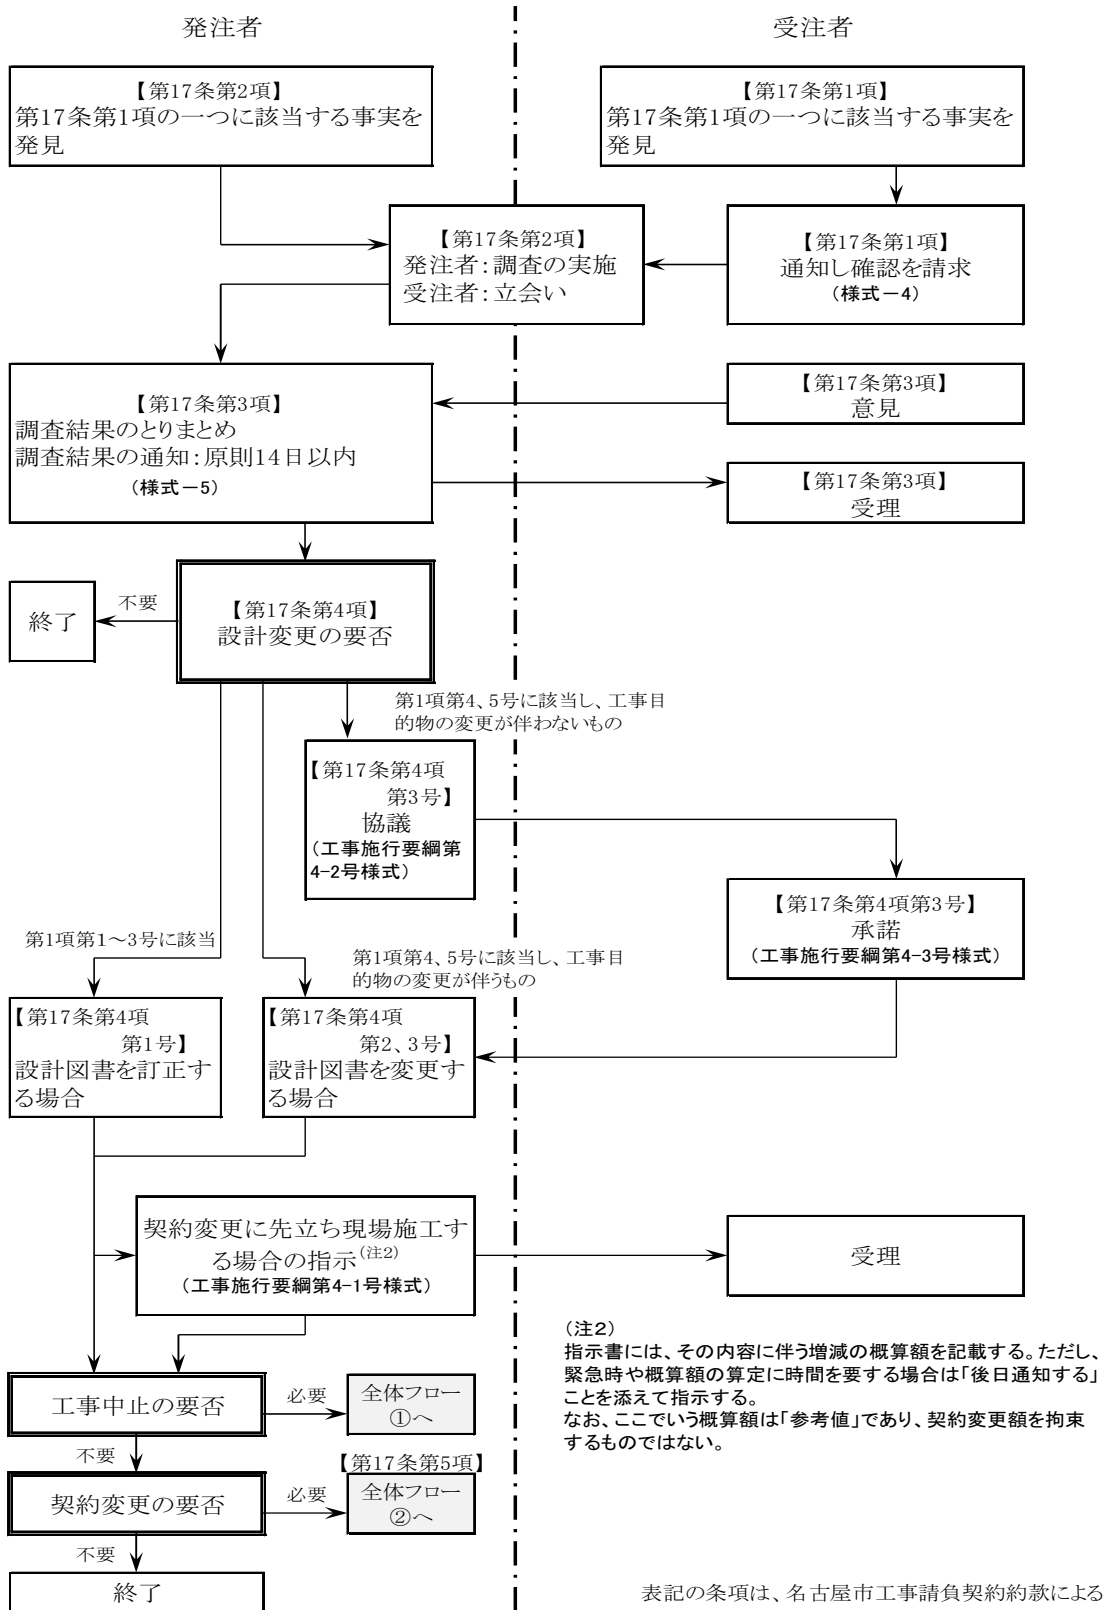 発注者
受注者
【第17条第2項】
第17条第1項の一つに該当する事実を
発見
【第17条第1項】
第17条第1項の一つに該当する事実を
発見
【第17条第2項】
発注者：調査の実施
受注者：立会い
【第17条第1項】
通知し確認を請求
（様式－4）
【第17条第3項】
調査結果のとりまとめ
調査結果の通知：原則14日以内
（様式－5）
【第17条第3項】
意見
【第17条第3項】
受理
終了
不要
【第17条第4項】
設計変更の要否
第1項第4、5号に該当し、工事目
的物の変更が伴わないもの
【第17条第4項
第3号】
協議
（工事施行要綱第
4-2号様式）
【第17条第4項第3号】
承諾
（工事施行要綱第4-3号様式）
第1項第1～3号に該当
第1項第4、5号に該当し、工事目
的物の変更が伴うもの
【第17条第4項
第1号】
設計図書を訂正す
る場合
【第17条第4項
第2、3号】
設計図書を変更す
る場合
契約変更に先立ち現場施工す
る場合の指示（注2）
（工事施行要綱第4-1号様式）
受理
（注2）
指示書には、その内容に伴う増減の概算額を記載する。ただし、
緊急時や概算額の算定に時間を要する場合は「後日通知する」
ことを添えて指示する。
なお、ここでいう概算額は「参考値」であり、契約変更額を拘束
するものではない。
工事中止の要否
必要
全体フロー
①へ
不要
【第17条第5項】
契約変更の要否
必要
全体フロー
②へ
不要
終了
表記の条項は、名古屋市工事請負契約約款による